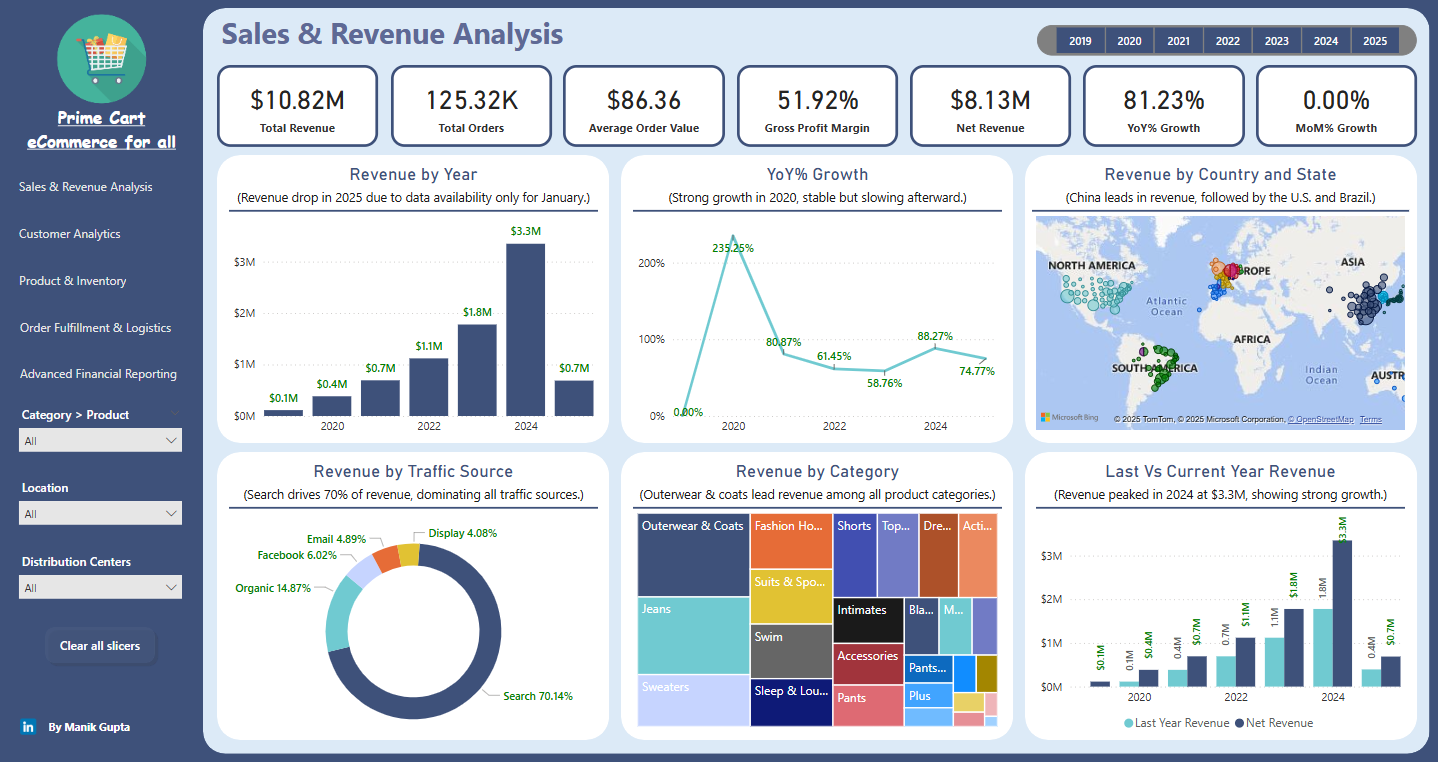 Prime Cart
eCommerce for all
Sales & Revenue Analysis
Customer Analytics
Product & Inventory
Order Fulfillment & Logistics
Advanced Financial Reporting
Category > Product
All
Location
All
Distribution Centers
All
Clear all slicers
in
By Manik Gupta
Sales & Revenue Analysis
2019 2020 2021 2022 2023 2024 2025
$10.82M
Total Revenue
125.32K
Total Orders
$86.36
Average Order Value
51.92%
Gross Profit Margin
$8.13M
Net Revenue
81.23%
YoY% Growth
0.00%
MoM% Growth
Revenue by Year
(Revenue drop in 2025 due to data availability only for January.)
$3.3M
$3M
$2M
$1.8M
$1.1M
$1M
$0.7M
$0.7M
$0.4M
$0.1M
$0M
2020 2022 2024
YoY% Growth
(Strong growth in 2020, stable but slowing afterward.)
235.25%
200%
100%
80.87%
61.45%
58.76%
88.27%
74.77%
0%
0.00%
2020 2022 2024
Revenue by Country and State
(China leads in revenue, followed by the U.S. and Brazil.)
NORTH AMERICA
EUROPE
ASIA
Atlantic
Ocean
AFRICA
SOUTH AMERICA
Indian
Ocean
AUSTR
Microsoft Bing
© 2025 TomTom, © 2025 Microsoft Corporation, © OpenStreetMap Terms
Revenue by Traffic Source
(Search drives 70% of revenue, dominating all traffic sources.)
Display 4.08%
Email 4.89%
Facebook 6.02%
Organic 14.87%
Search 70.14%
Revenue by Category
(Outerwear & coats lead revenue among all product categories.)
Outerwear & Coats
Jeans
Sweaters
Fashion Ho...
Suits & Spo...
Swim
Sleep & Lou...
Shorts
Top...
Dre...
Acti...
Intimates
Accessories
Pants
Bla...
M...
Pants...
Plus
Last Vs Current Year Revenue
(Revenue peaked in 2024 at $3.3M, showing strong growth.)
$3M
$2M
$1M
$0M
$0.1M
0.1M
$0.4M
0.4M
$0.7M
0.7M
$1.1M
1.1M
$1.8M
1.8M
$3.3M
0.4M
$0.7M
2020 2022 2024
Last Year Revenue Net Revenue